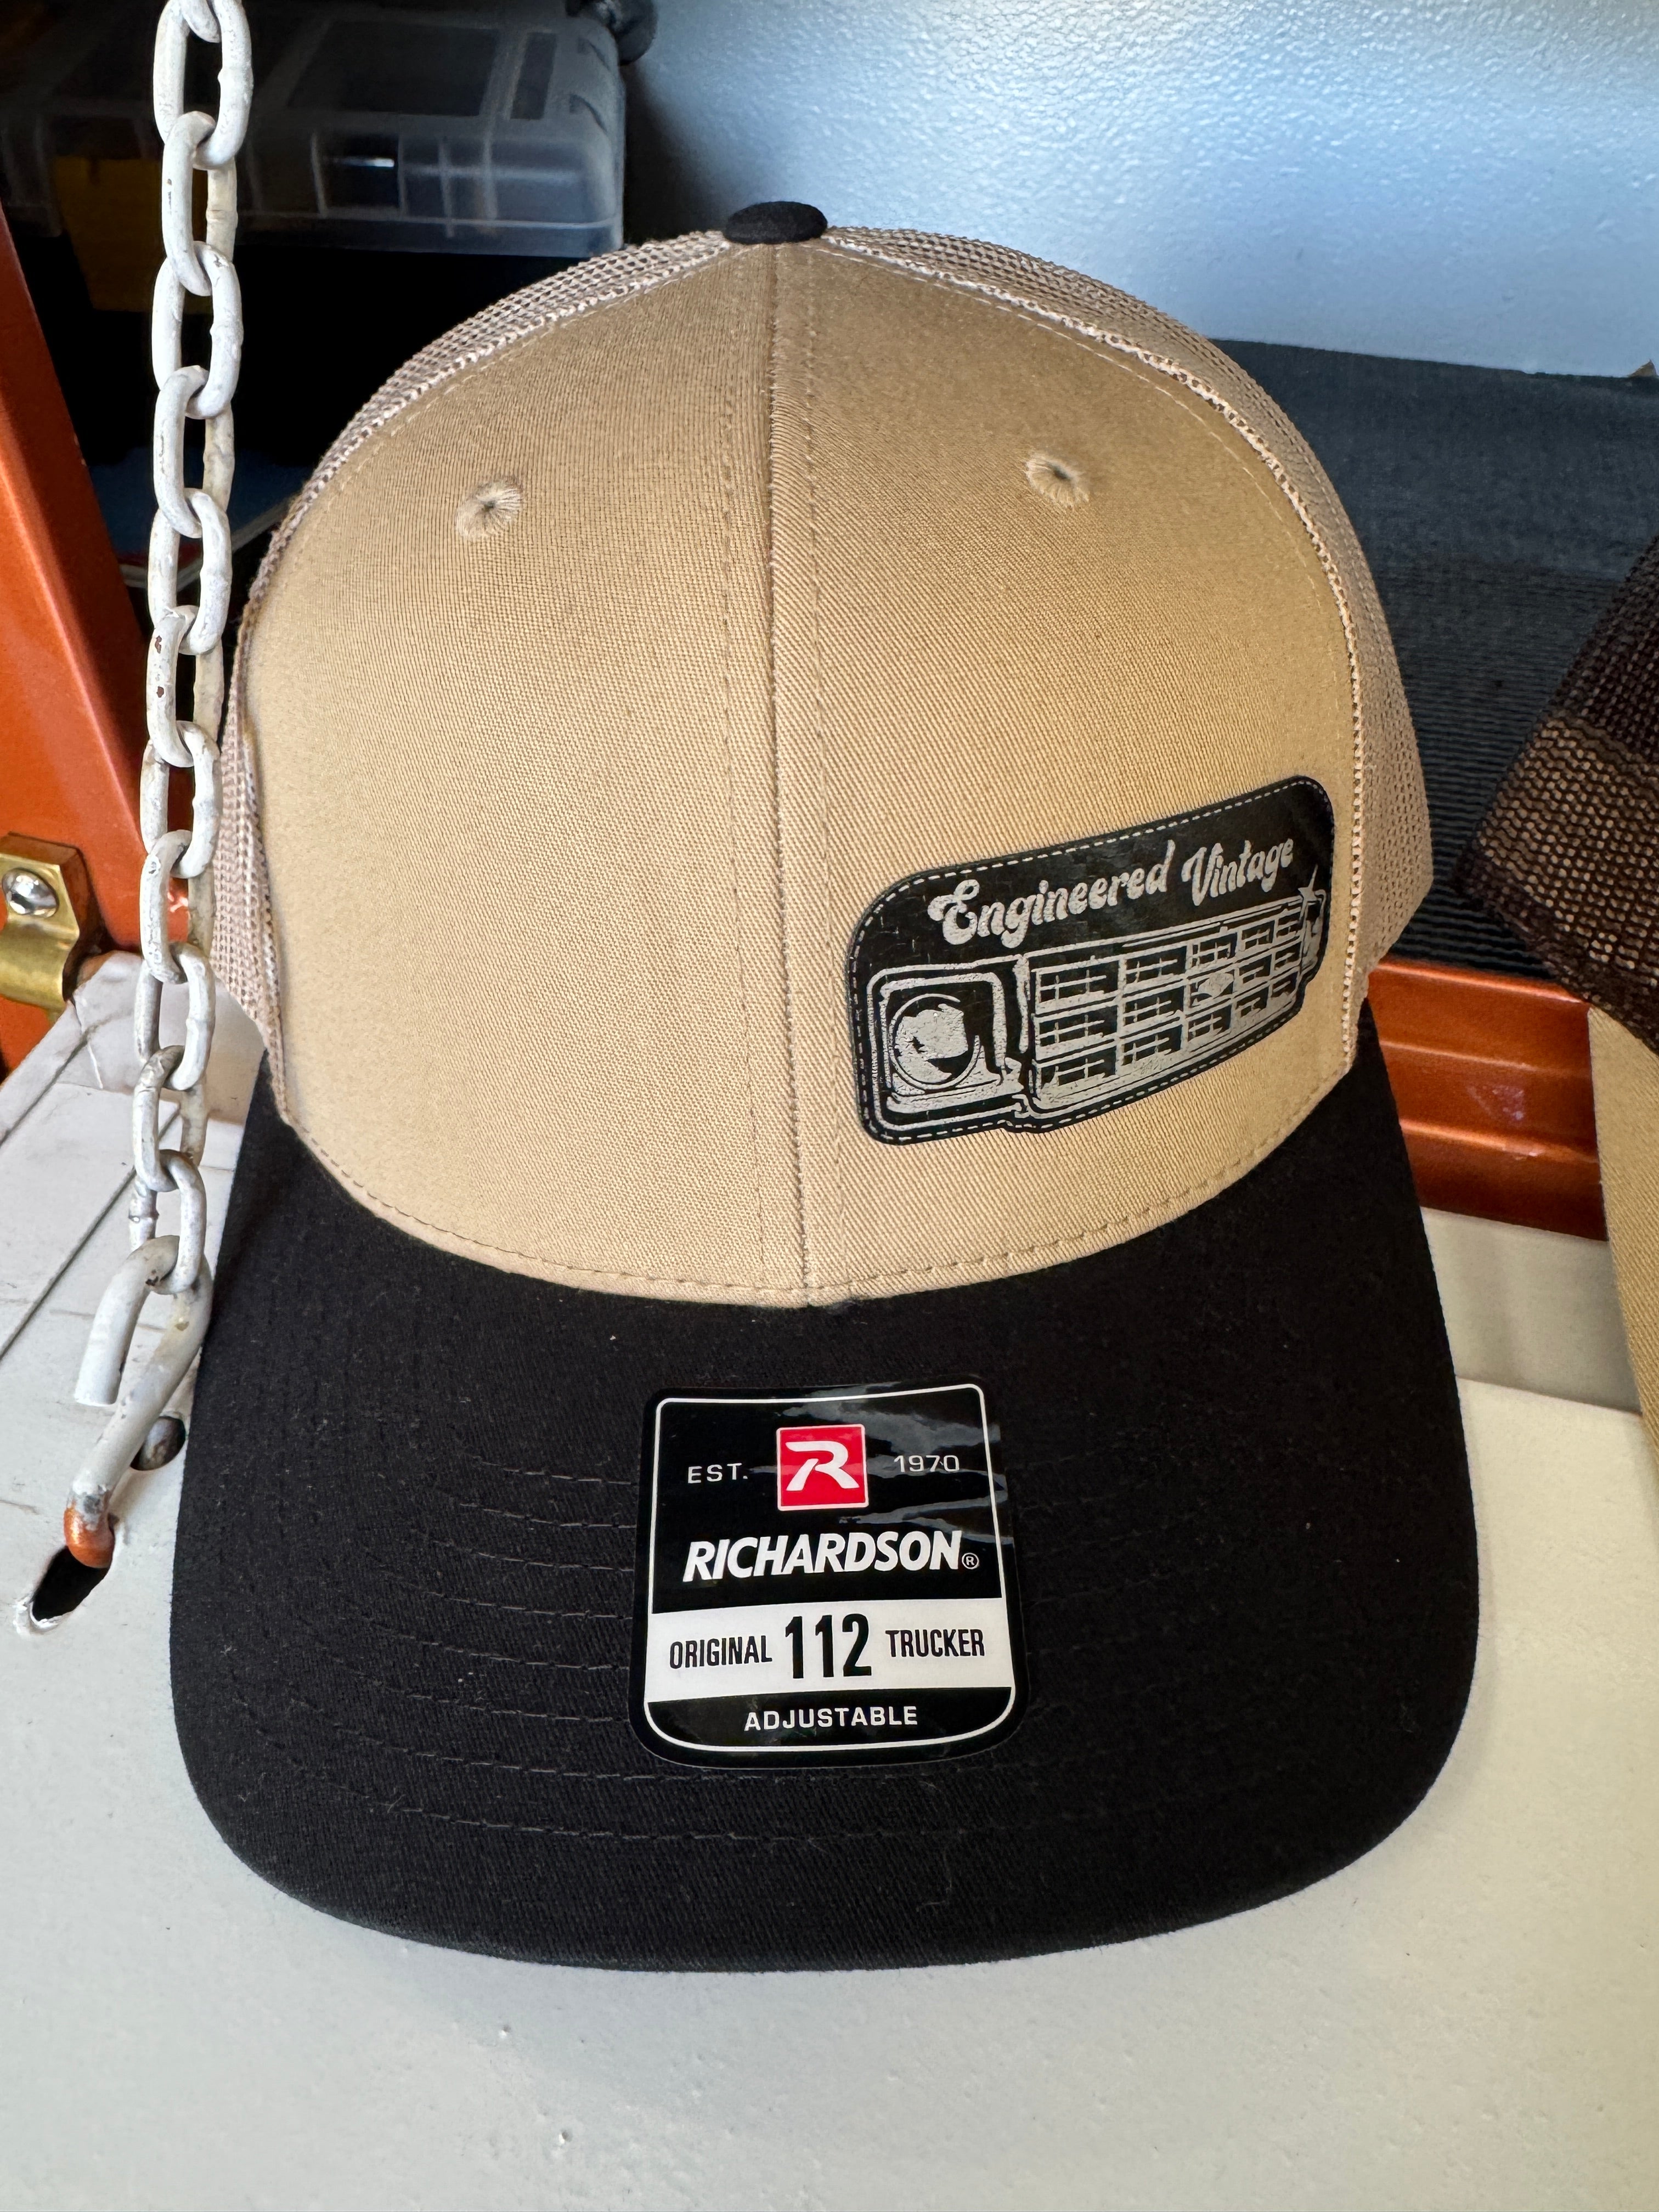 Engineered Vintage
EST. R 1970
RICHARDSON®
ORIGINAL 112 TRUCKER
ADJUSTABLE